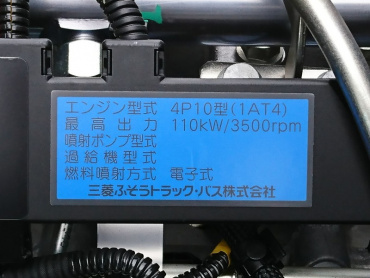 エンジン型式 4P10型(1AT4)
最高出力 110kW/3500rpm
噴射ポンプ型式
過給機型式
燃料噴射方式 電子式
三菱ふそうトラック・バス株式会社